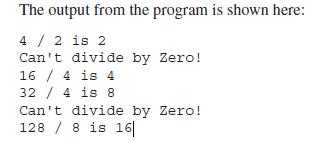 The output from the program is shown here:
4 / 2 is 2
Can't divide by Zero!
16 / 4 is 4
32 / 4 is 8
Can't divide by Zero!
128 / 8 is 16